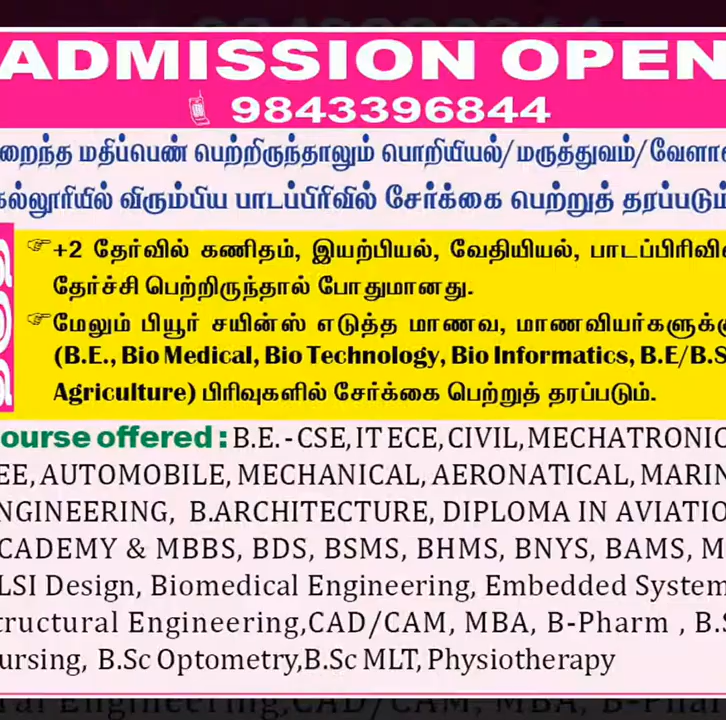 ADMISSION OPEN
9843396844
றைந்த மதிப்பெண் பெற்றிருந்தாலும் பொறியியல்/மருத்துவம்/வேளா
கல்லூரியில் விரும்பிய பாடப்பிரிவில் சேர்க்கை பெற்றுத் தரப்படும்
+2 தேர்வில் கணிதம், இயற்பியல், வேதியியல், பாடப்பிரிவி
தேர்ச்சி பெற்றிருந்தால் போதுமானது.
மேலும் பியூர் சயின்ஸ் எடுத்த மாணவ, மாணவியர்களுக்கு
(B.E., Bio Medical, Bio Technology, Bio Informatics, B.E/B.S
Agriculture) பிரிவுகளில் சேர்க்கை பெற்றுத் தரப்படும்.
ourse offered : B.E. - CSE, IT ECE, CIVIL, MECHATRONIC
EE, AUTOMOBILE, MECHANICAL, AERONATICAL, MARIN
NGINEERING, B.ARCHITECTURE, DIPLOMA IN AVIATIO
CADEMY & MBBS, BDS, BSMS, BHMS, BNYS, BAMS, M
LSI Design, Biomedical Engineering, Embedded System
tructural Engineering,CAD/CAM, MBA, B-Pharm , B.S
ursing, B.Sc Optometry,B.Sc MLT, Physiotherapy